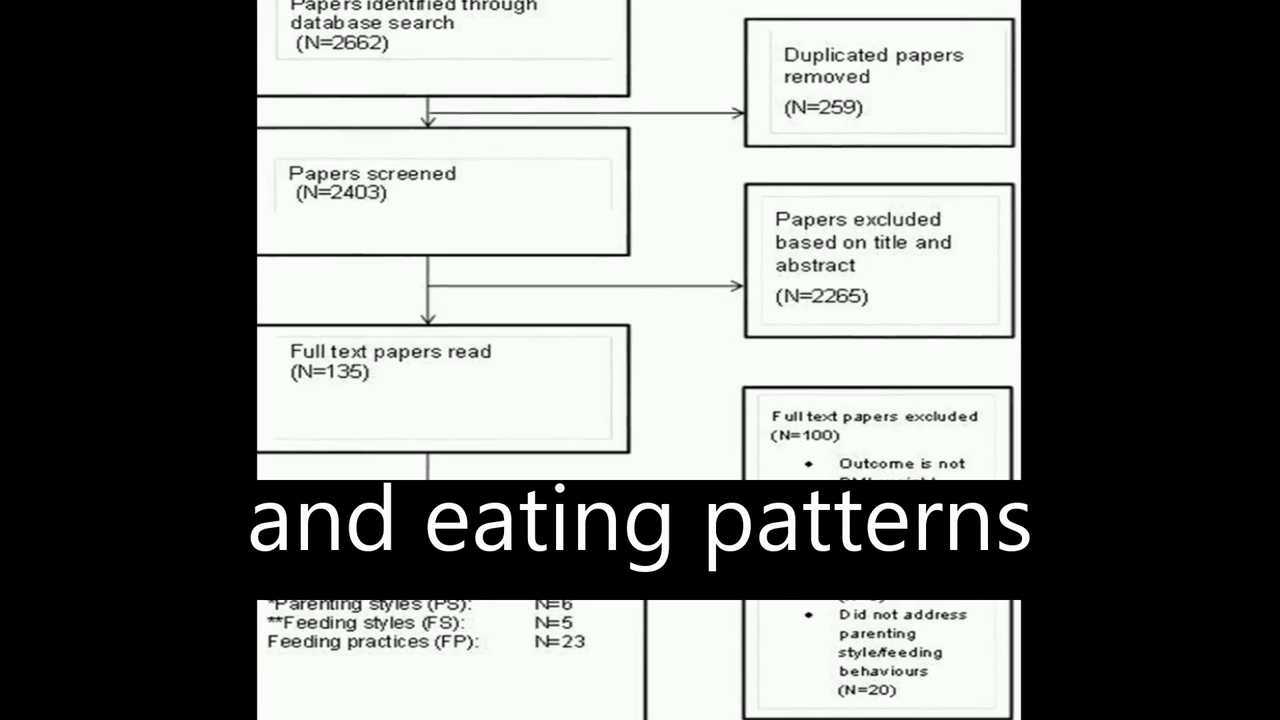 Papers identified through
database search
(N=2662)
Duplicated papers
removed
(N=259)
Papers screened
(N=2403)
Papers excluded
based on title and
abstract
(N=2265)
Full text papers read
(N=135)
Full text papers excluded
(N=100)
• Outcome is not
and eating patterns
*Parenting styles (PS): N=6
**Feeding styles (FS): N=5
Feeding practices (FP): N=23
• Did not address
parenting
style/feeding
behaviours
(N=20)